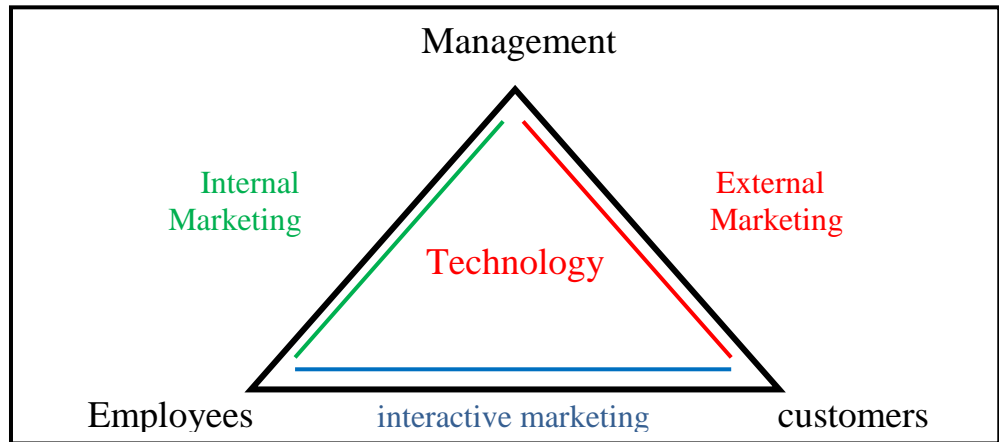 Management
Internal
Marketing
External
Marketing
Technology
Employees
interactive marketing
customers